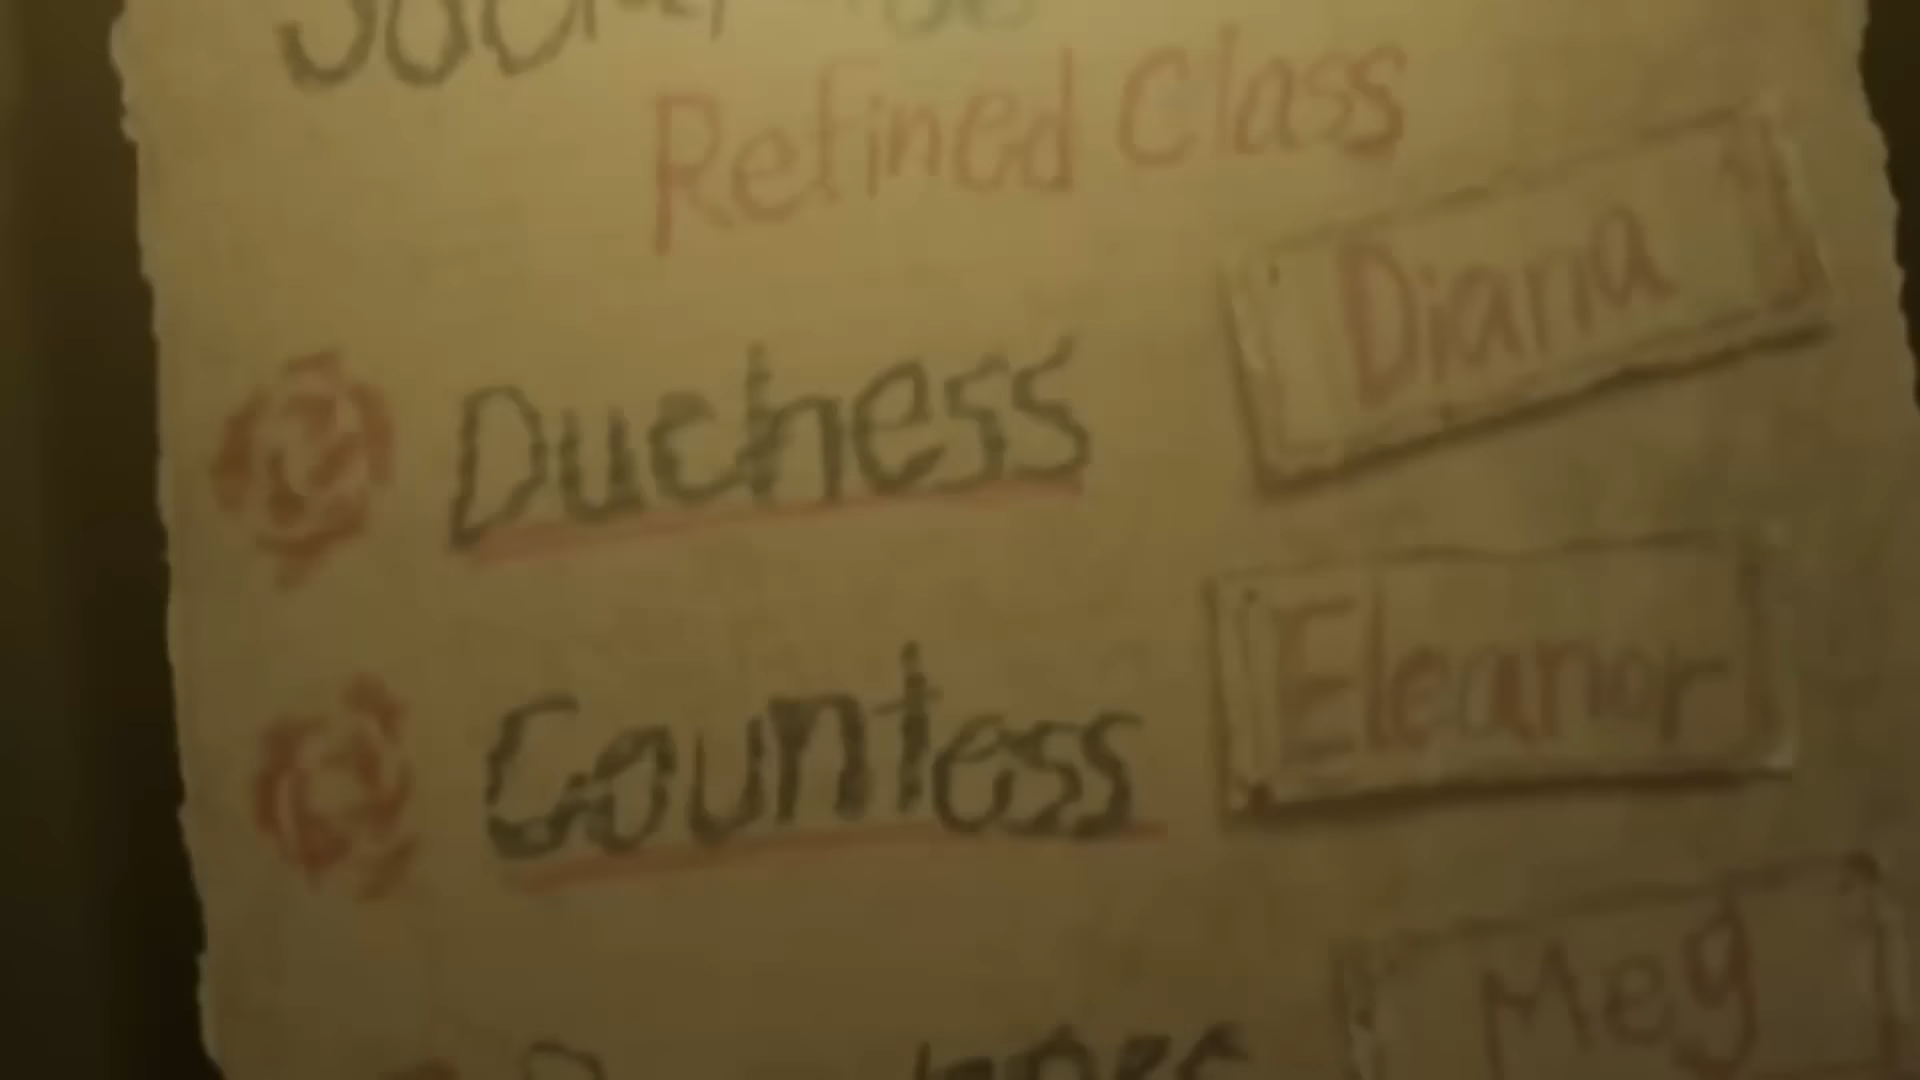 Refined Class
Duchess
Diana
Countess
Eleanor
Meg